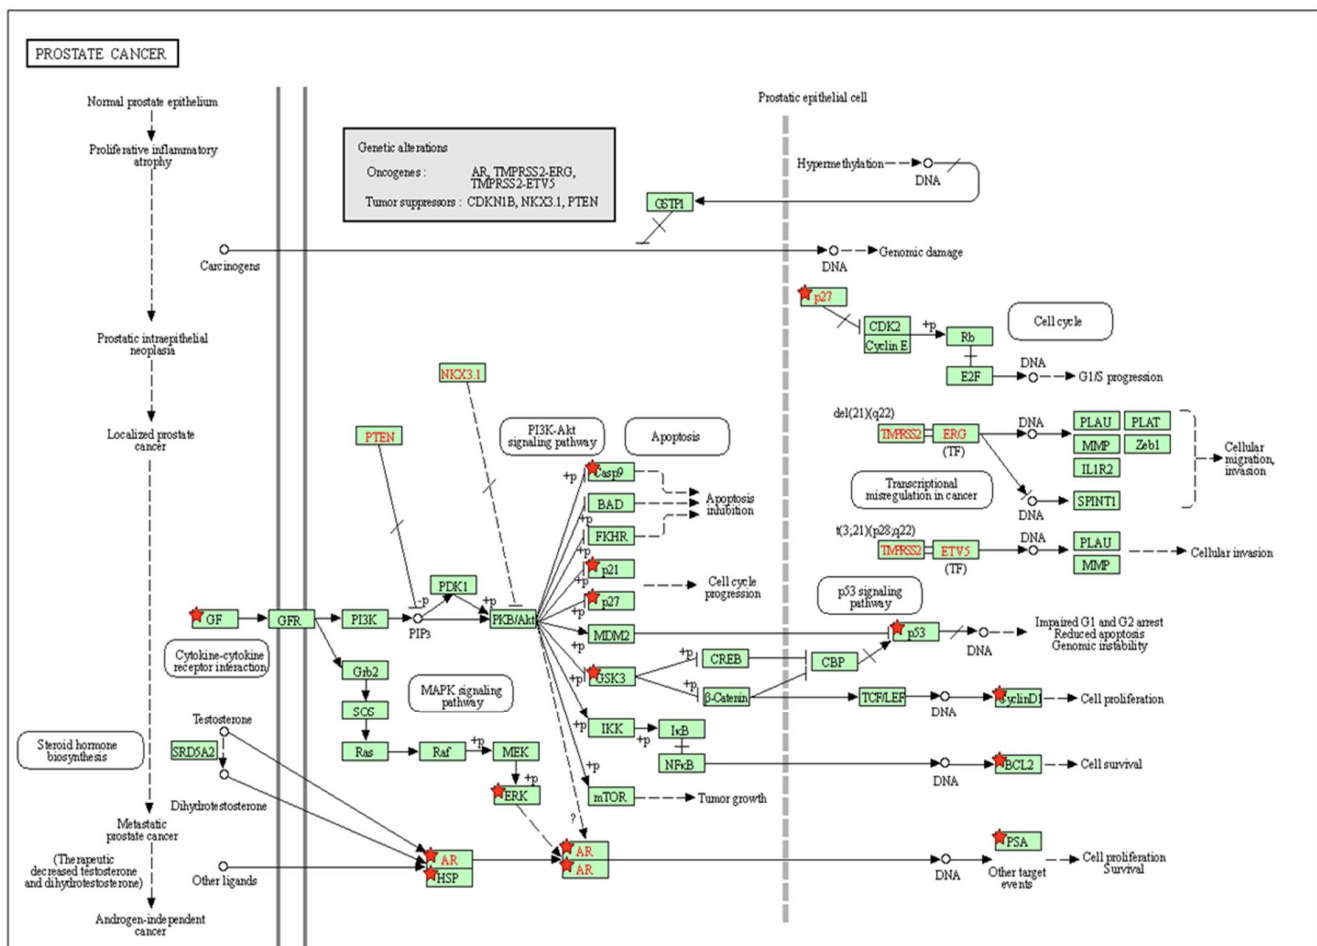 PROSTATE CANCER
Normal prostate epithelium
Proliferative inflammatory
atrophy
Prostatic intraepithelial
neoplasia
Localized prostate
cancer
Metastatic
prostate cancer
(Therapeutic
decreased testosterone
and dihydrotestosterone)
Androgen-independent
cancer
Genetic alterations
Oncogenes : AR, TMPRSS2-ERG,
TMPRSS2-ETV5
Tumor suppressors : CDKN1B, NKX3.1, PTEN
Prostatic epithelial cell
Hypermethylation
DNA
GSTP1
Carcinogens
DNA
Genomic damage
p27
CDK2
Cyclin E
+p
Rb
E2F
Cell cycle
DNA
G1/S progression
NKX3.1
PTEN
PI3K-Akt
signaling pathway
Apoptosis
del(21)(q22)
TMPRSS2
ERG
(TF)
DNA
PLAU
PLAT
MMP
Zeb1
IL1R2
Cellular
migration,
invasion
Transcriptional
misregulation in cancer
DNA
SPINT1
t(3;21)(p28;q22)
TMPRSS2
ETV5
(TF)
DNA
PLAU
MMP
Cellular invasion
+p
Casp9
+p
BAD
+p
FKHR
Apoptosis
inhibition
+p
p21
+p
p27
Cell cycle
progression
+p
MDM2
+p
GSK3
+p
IKK
+p
mTOR
Tumor growth
GF
GFR
PI3K
PIP3
-p
PDK1
+p
PKB/Akt
Cytokine-cytokine
receptor interaction
Grb2
SOS
Ras
Raf
+p
MEK
+p
ERK
MAPK signaling
pathway
p53 signaling
pathway
p53
DNA
Impaired G1 and G2 arrest
Reduced apoptosis
Genomic instability
+p
CREB
CBP
+p
β-Catenin
TCF/LEF
DNA
CyclinD1
Cell proliferation
+p
IκB
NFκB
DNA
BCL2
Cell survival
Steroid hormone
biosynthesis
Testosterone
SRD5A2
Dihydrotestosterone
Other ligands
AR
HSP
?
AR
AR
DNA
PSA
Other target
events
Cell proliferation
Survival